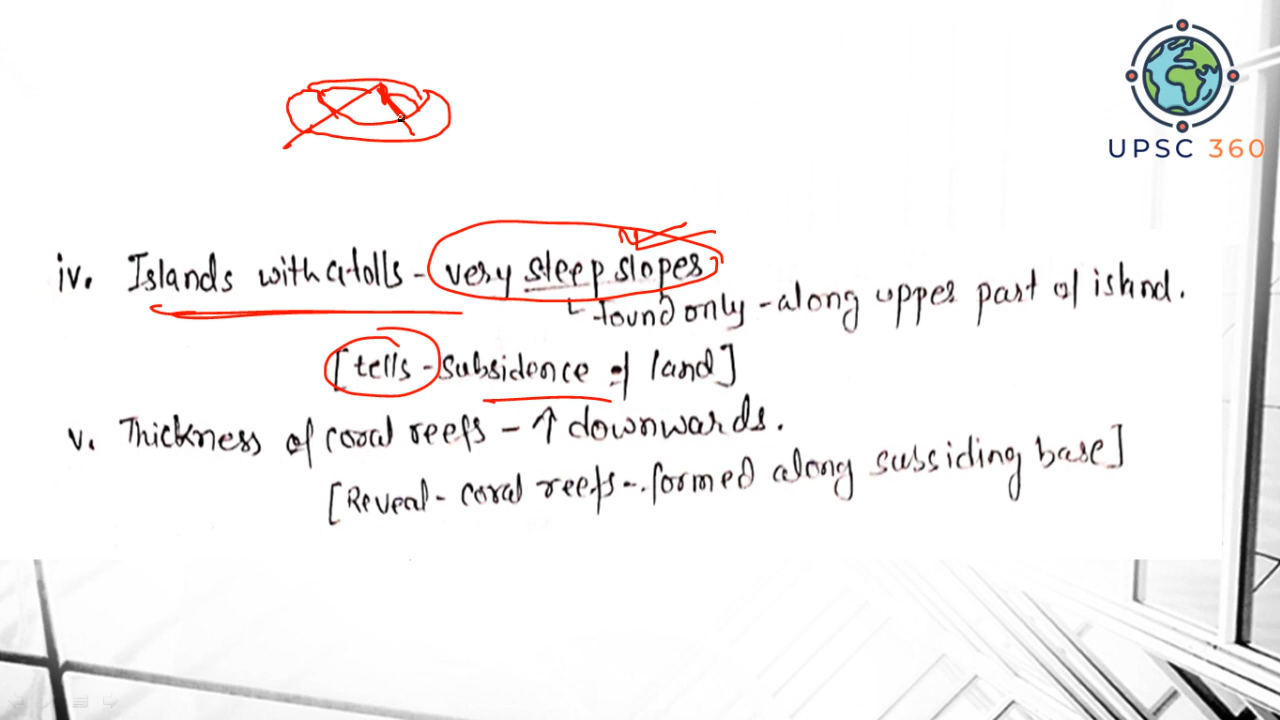 UPSC 360
iv. Islands with atolls - very steep slopes
found only - along upper part of island.
[tells - subsidence of land]
v. Thickness of coral reefs - ↑ downwards.
[Reveal - coral reefs - formed along subsiding base]